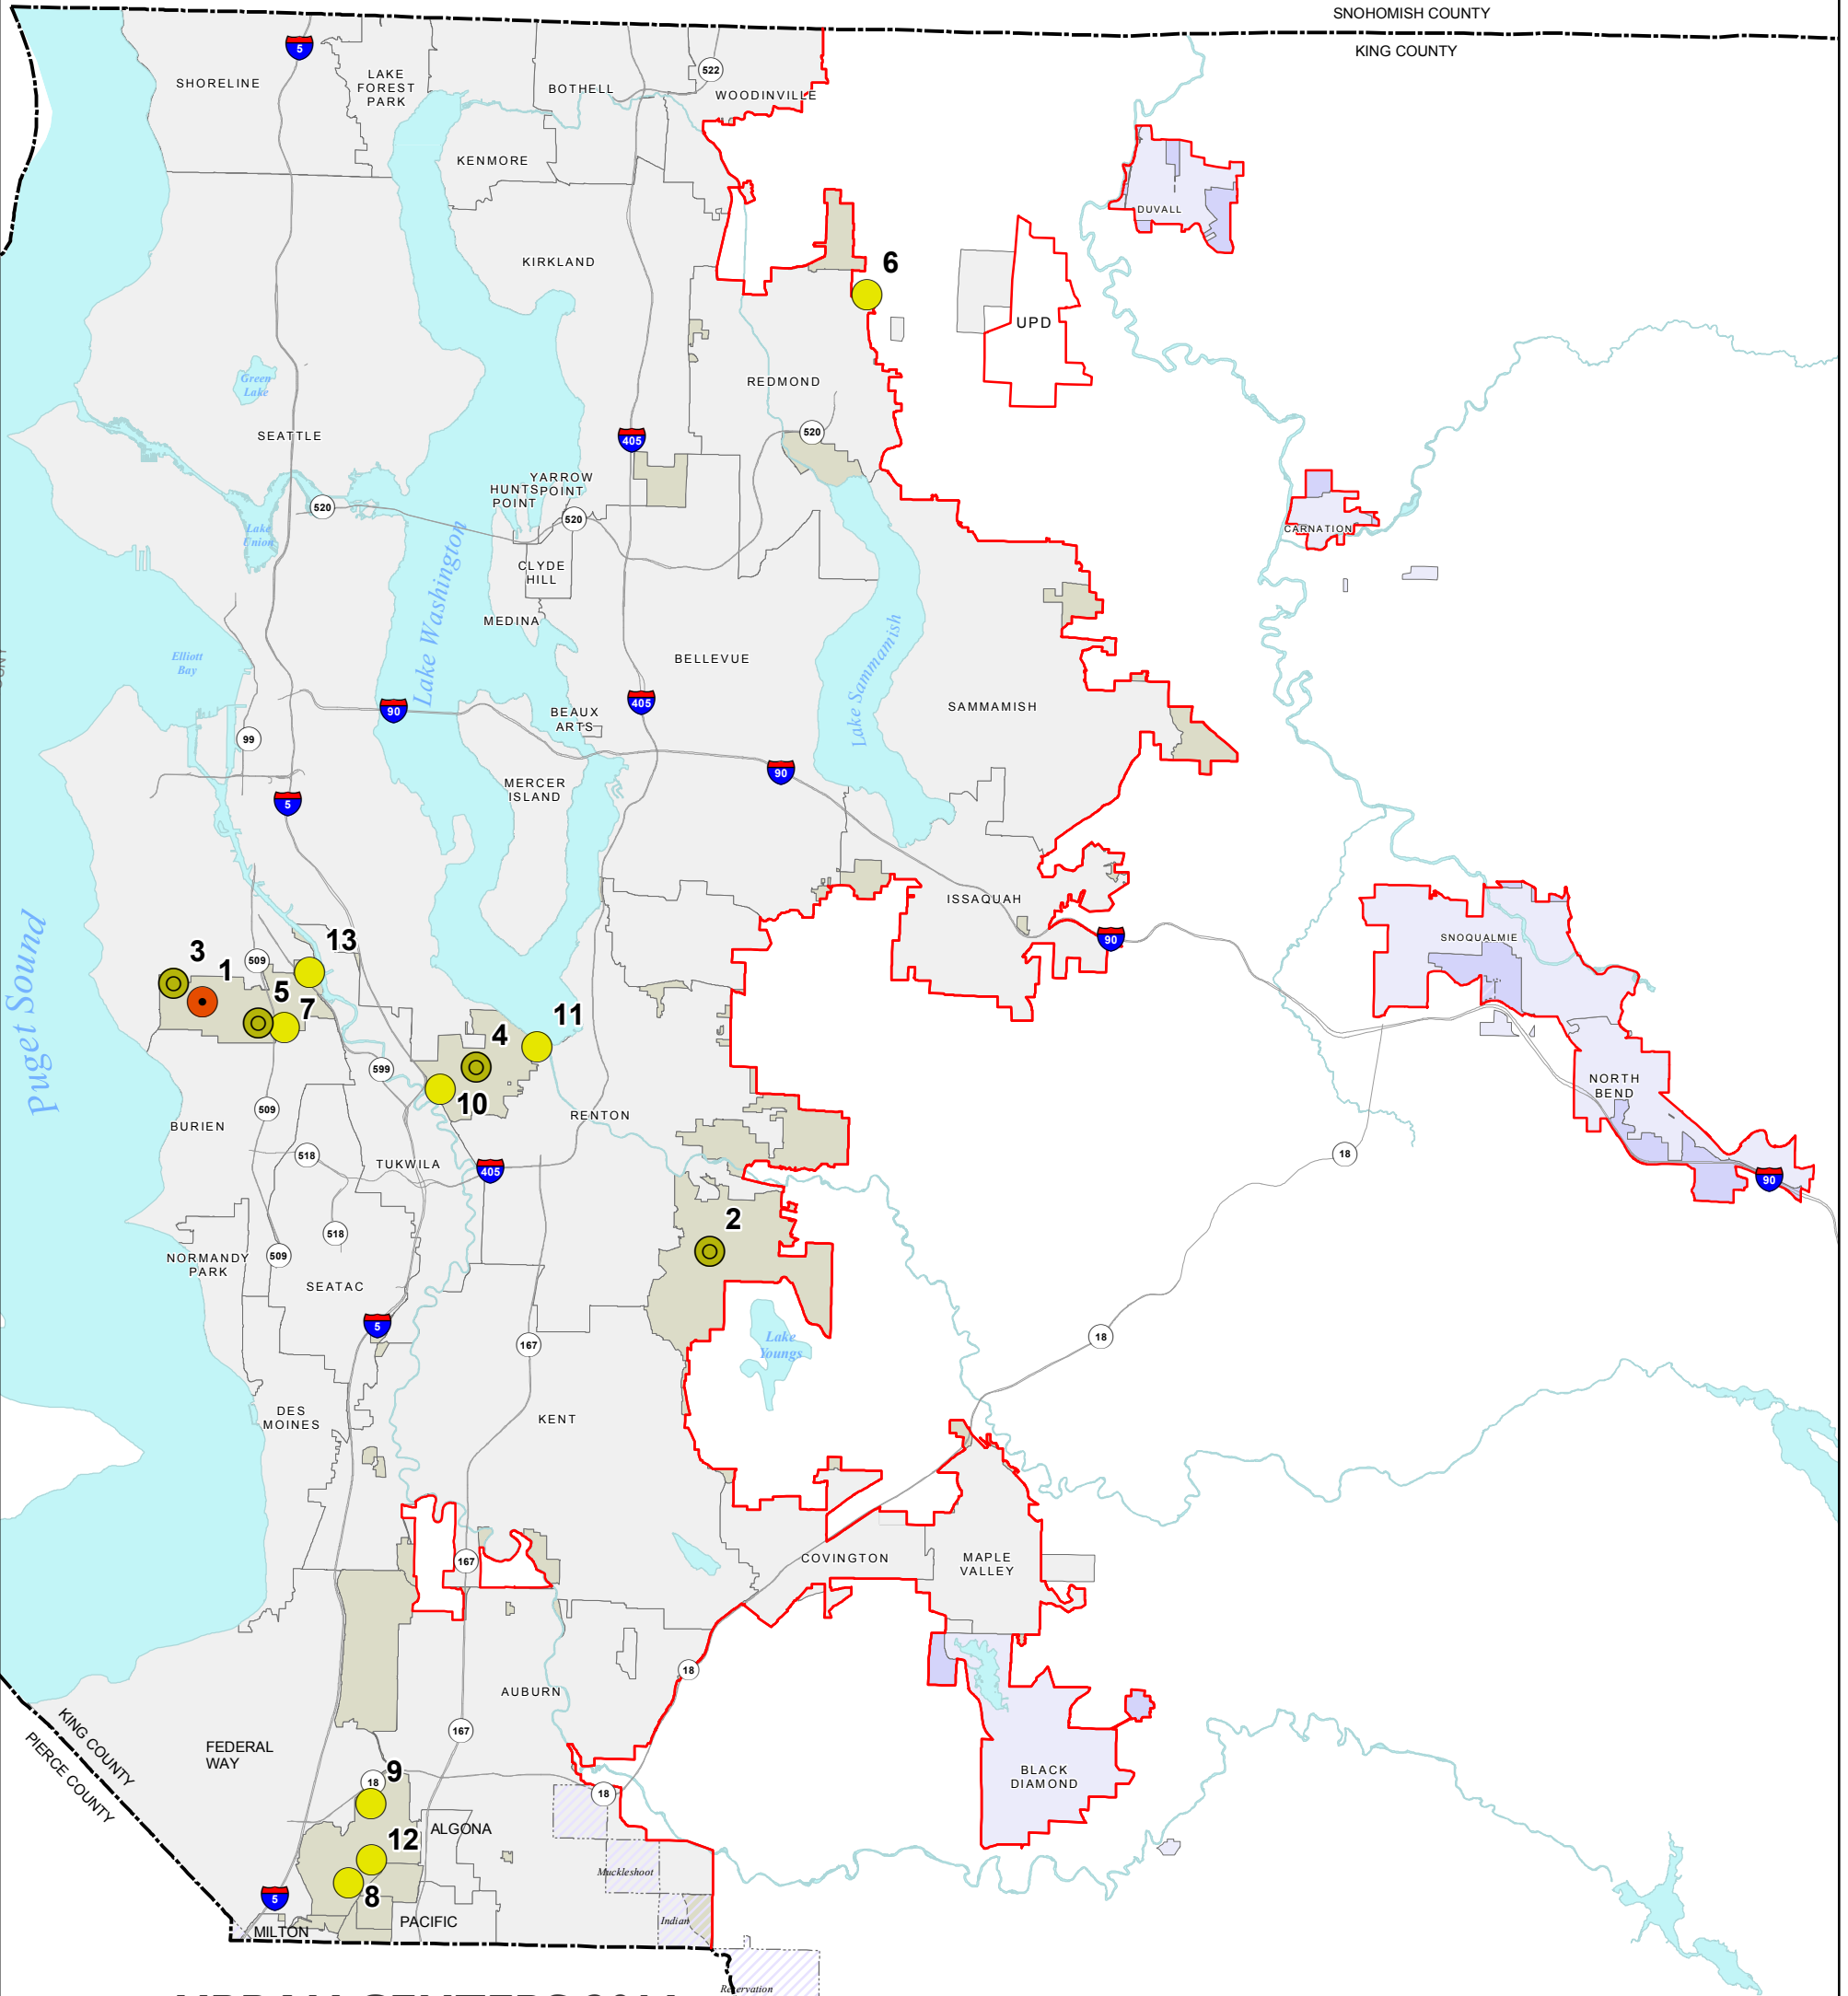 SNOHOMISH COUNTY
KING COUNTY
5
SHORELINE
LAKE
FOREST
PARK
BOTHELL
522
WOODINVILLE
KENMORE
DUVALL
KIRKLAND
6
UPD
Green
Lake
REDMOND
SEATTLE
405
520
YARROW
POINT
HUNTS
POINT
520
520
CARNATION
Lake
Union
CLYDE
HILL
Lake Washington
MEDINA
Elliott
Bay
BELLEVUE
Lake Sammamish
90
405
BEAUX
ARTS
SAMMAMISH
99
90
MERCER
ISLAND
5
ISSAQUAH
90
SNOQUALMIE
Puget Sound
13
3
509
1
5
7
11
4
599
10
NORTH
BEND
509
RENTON
BURIEN
518
TUKWILA
405
18
90
2
518
509
NORMANDY
PARK
SEATAC
5
167
Lake
Youngs
18
DES
MOINES
KENT
167
COVINGTON
MAPLE
VALLEY
18
AUBURN
KING COUNTY
PIERCE COUNTY
167
FEDERAL
WAY
9
18
18
BLACK
DIAMOND
12
ALGONA
Muckleshoot
5
8
PACIFIC
Indian
MILTON
Reservation